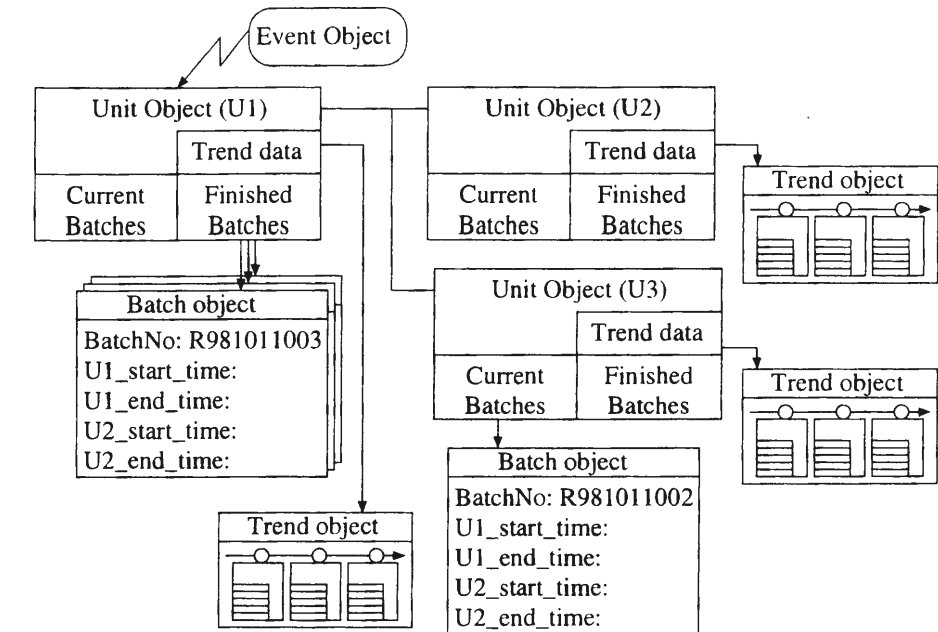 Event Object
Unit Object (U1)
Trend data
Current
Batches
Finished
Batches
Unit Object (U2)
Trend data
Current
Batches
Finished
Batches
Trend object
Unit Object (U3)
Trend data
Current
Batches
Finished
Batches
Trend object
Batch object
BatchNo: R981011003
U1_start_time:
U1_end_time:
U2_start_time:
U2_end_time:
Batch object
BatchNo: R981011002
U1_start_time:
U1_end_time:
U2_start_time:
U2_end_time:
Trend object